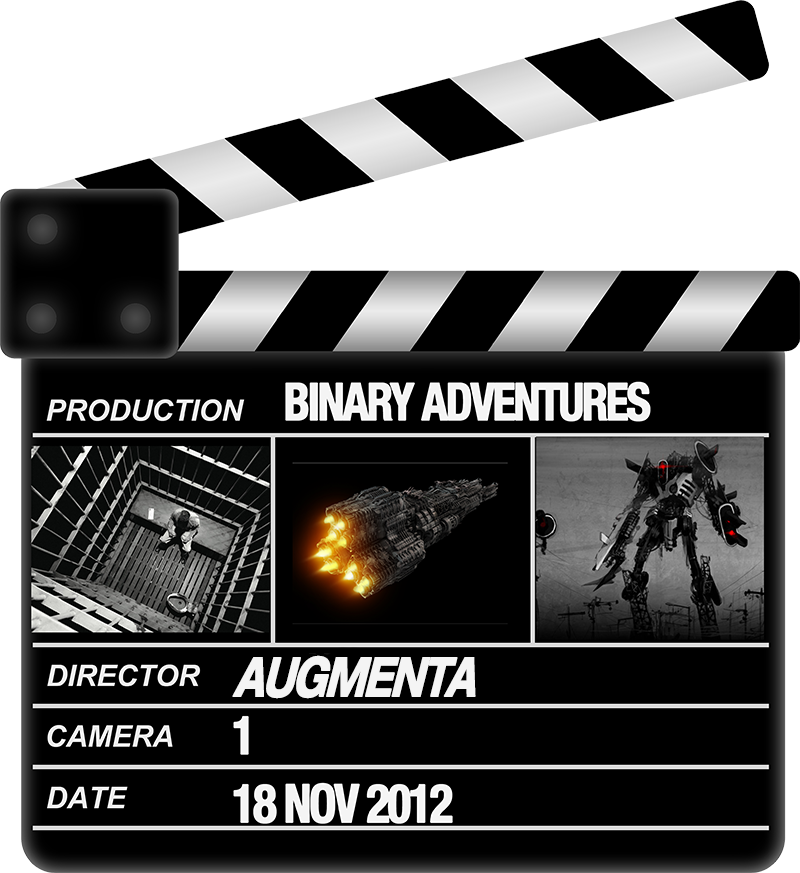 PRODUCTION BINARY ADVENTURES
DIRECTOR AUGMENTA
CAMERA 1
DATE 18 NOV 2012